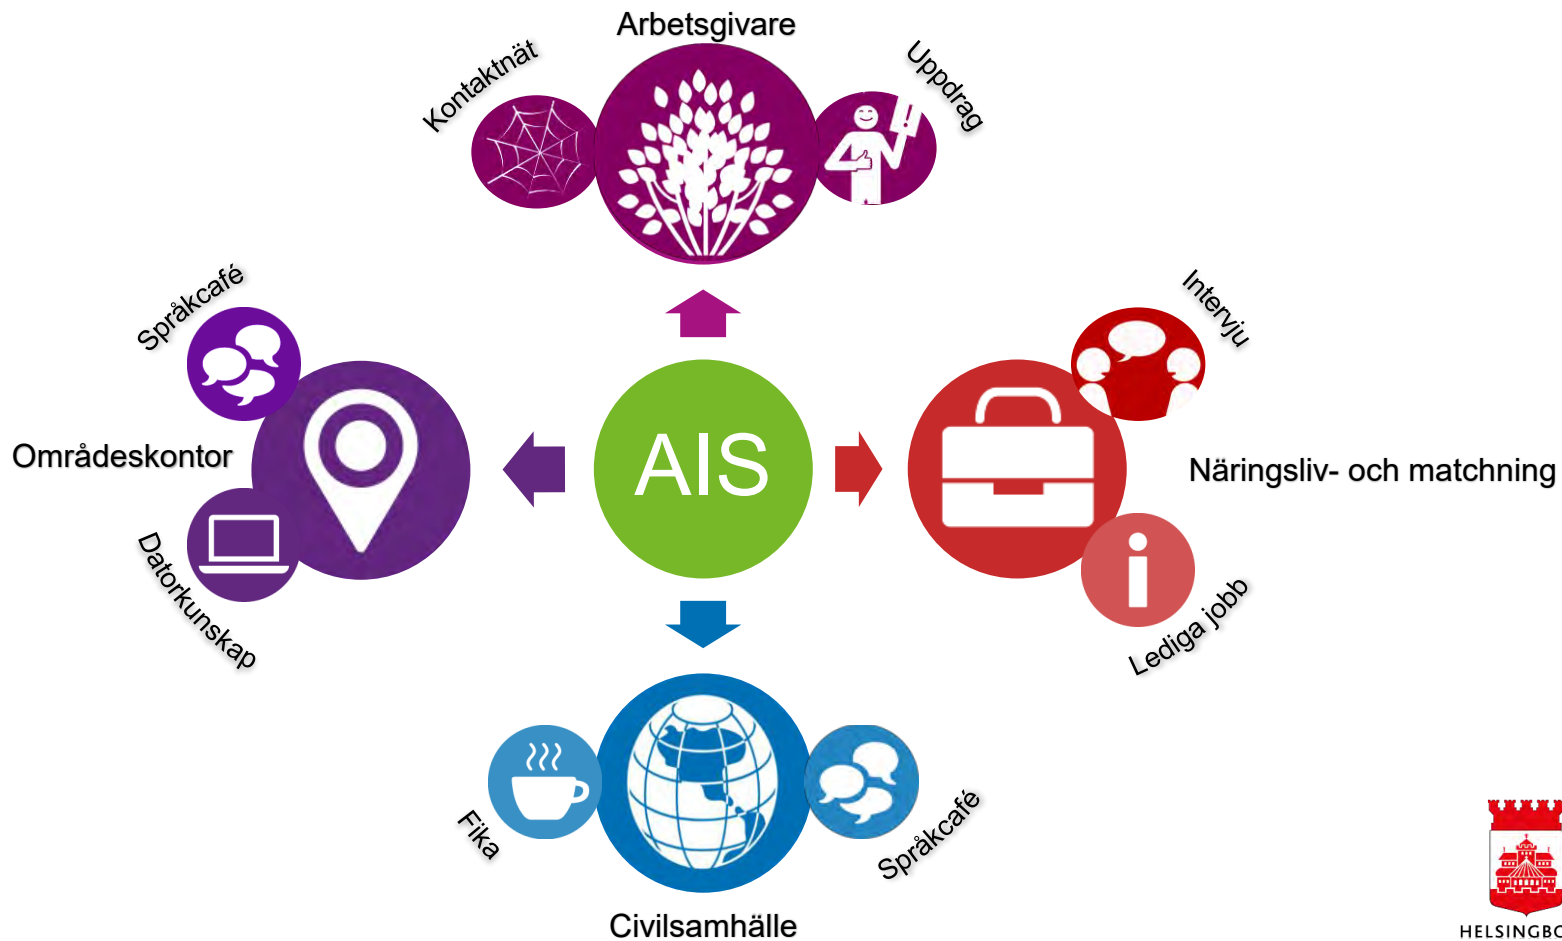 Arbetsgivare
Kontaktnät
Uppdrag
Språkcafé
Intervju
AIS
Områdeskontor
Näringsliv- och matchning
Datorkunskap
Lediga jobb
Fika
Språkcafé
Civilsamhälle